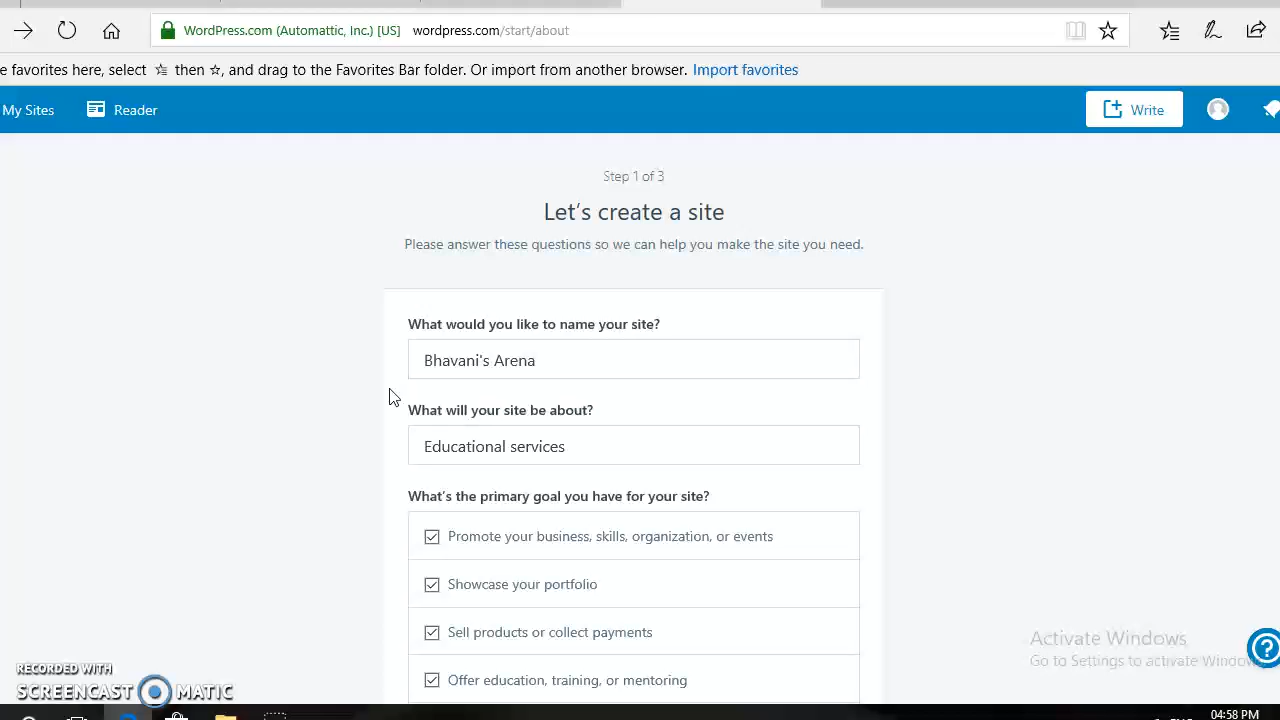 WordPress.com (Automattic, Inc.) [US] wordpress.com/start/about
e favorites here, select then , and drag to the Favorites Bar folder. Or import from another browser. Import favorites
My Sites Reader Write
Step 1 of 3
Let's create a site
Please answer these questions so we can help you make the site you need.
What would you like to name your site?
Bhavani's Arena
What will your site be about?
Educational services
What's the primary goal you have for your site?
Promote your business, skills, organization, or events
Showcase your portfolio
Sell products or collect payments
Offer education, training, or mentoring
Activate Windows
Go to Settings to activate Windows
RECORDED WITH
SCREENCAST MATIC
04:58 PM